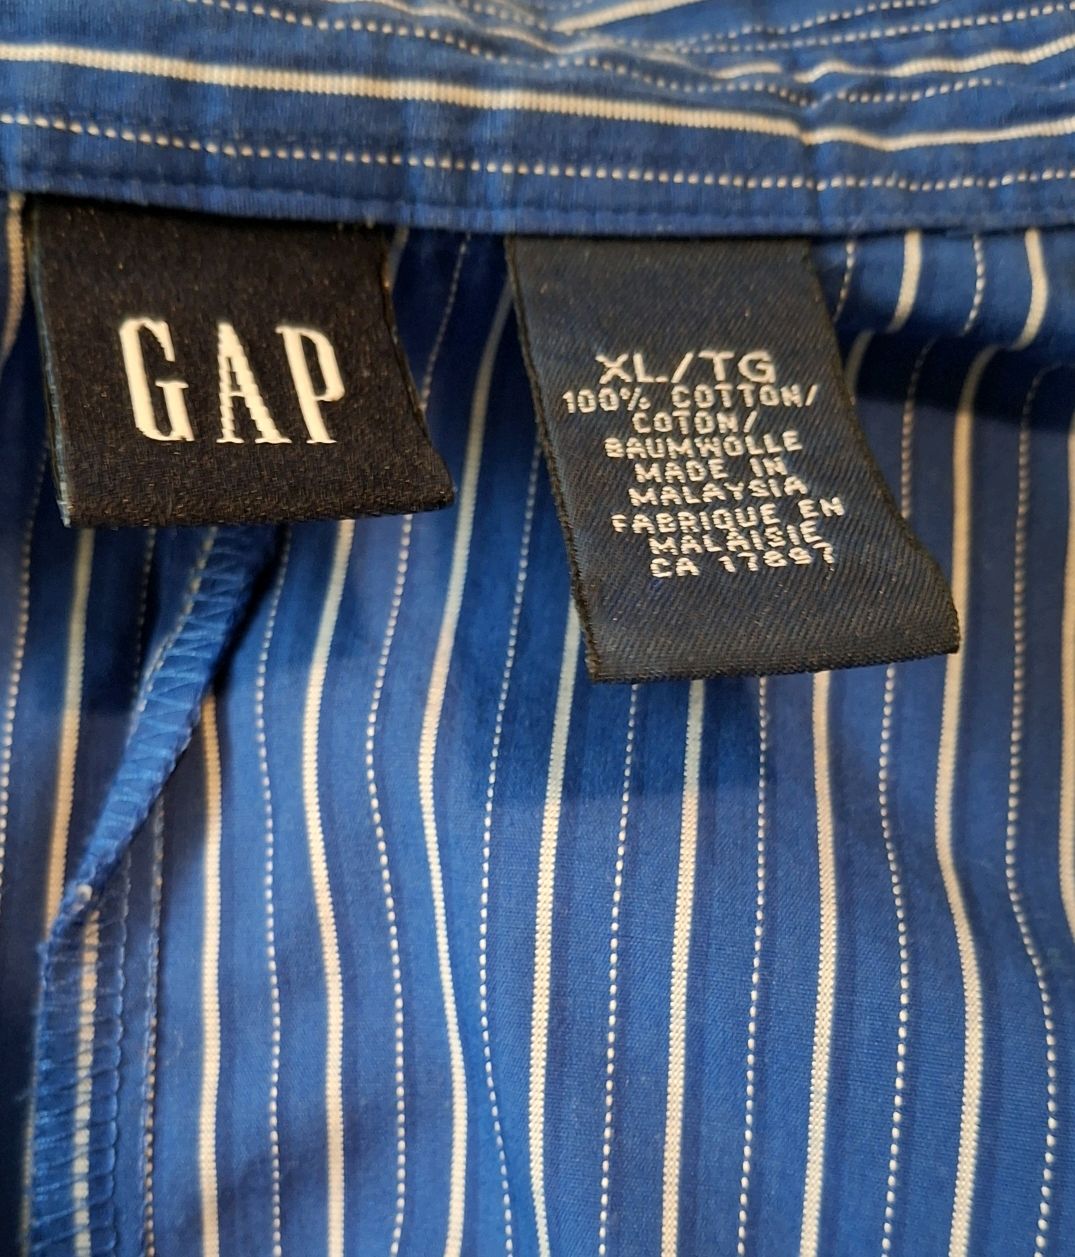 GAP
XL/TG
100% COTTON/
COTON/
BAUMWOLLE
MADE IN
MALAYSIA
FABRIQUE EN
MALAISIE
CA 17897